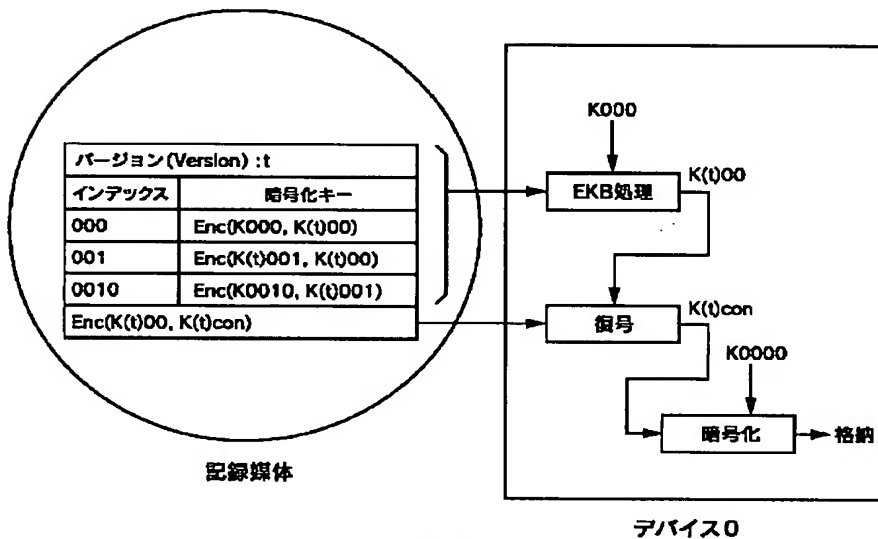 バージョン(Version) :t
インデックス 暗号化キー
000 Enc(K000, K(t)00)
001 Enc(K(t)001, K(t)00)
0010 Enc(K0010, K(t)001)
Enc(K(t)00, K(t)con)
記録媒体
K000
EKB処理
K(t)00
復号
K(t)con
K0000
暗号化
格納
デバイス0